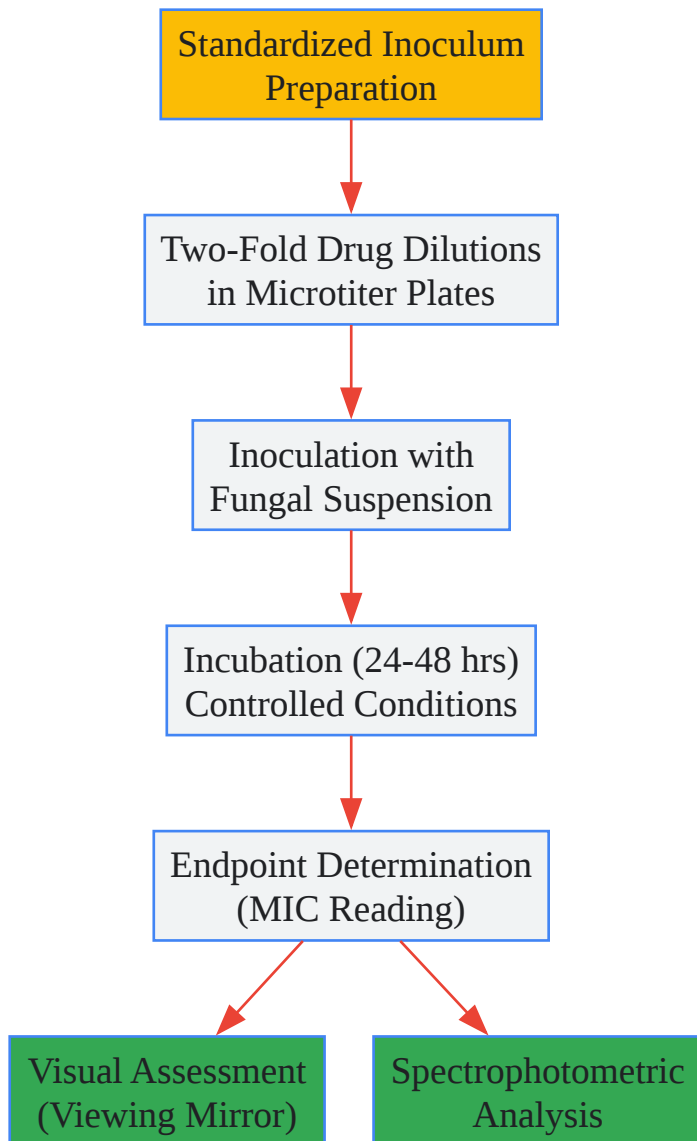 Standardized Inoculum
Preparation
Two-Fold Drug Dilutions
in Microtiter Plates
Inoculation with
Fungal Suspension
Incubation (24-48 hrs)
Controlled Conditions
Endpoint Determination
(MIC Reading)
Visual Assessment
(Viewing Mirror)
Spectrophotometric
Analysis